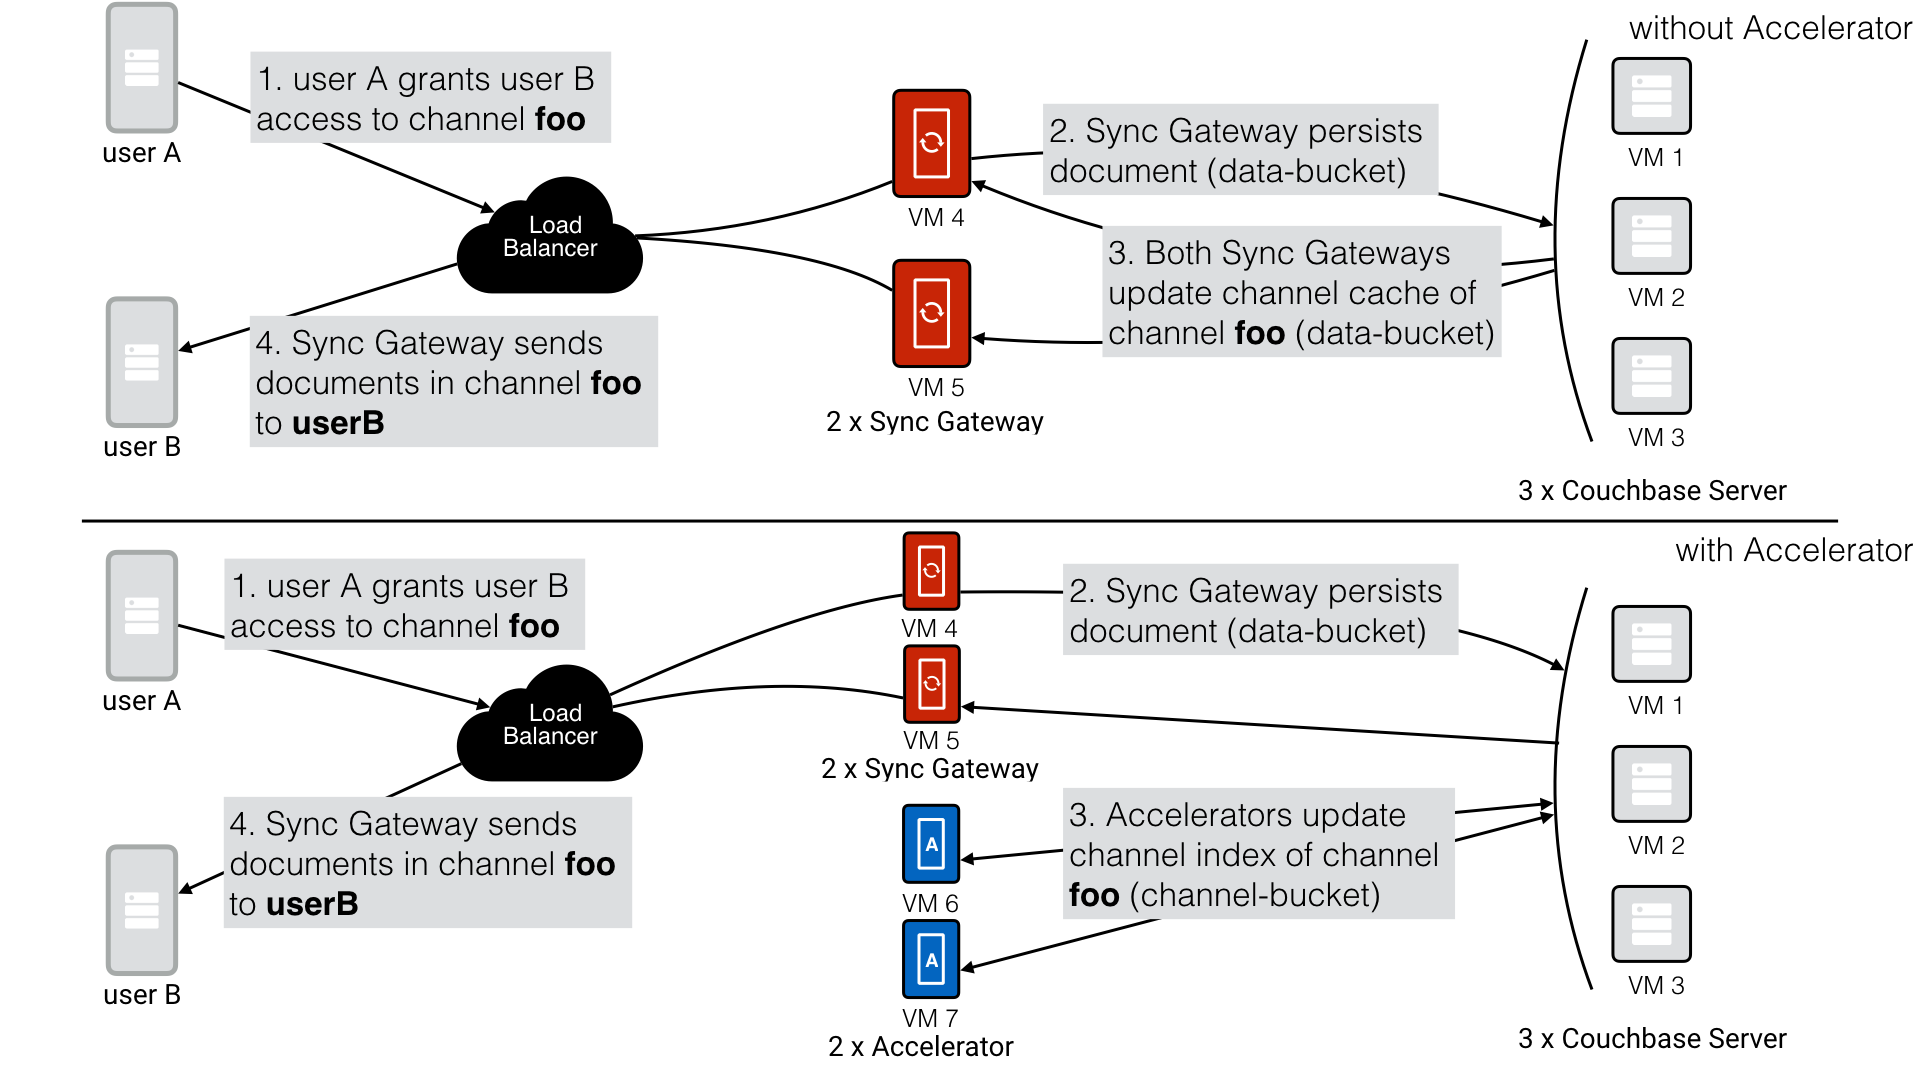 without Accelerator
1. user A grants user B
access to channel foo
user A
Load
Balancer
VM 4
2. Sync Gateway persists
document (data-bucket)
VM 1
3. Both Sync Gateways
update channel cache of
channel foo (data-bucket)
VM 2
4. Sync Gateway sends
documents in channel foo
to userB
user B
VM 5
2 x Sync Gateway
VM 3
3 x Couchbase Server
with Accelerator
1. user A grants user B
access to channel foo
user A
Load
Balancer
VM 4
2. Sync Gateway persists
document (data-bucket)
VM 1
VM 5
2 x Sync Gateway
4. Sync Gateway sends
documents in channel foo
to userB
user B
A
VM 6
3. Accelerators update
channel index of channel
foo (channel-bucket)
VM 2
A
VM 7
2 x Accelerator
VM 3
3 x Couchbase Server